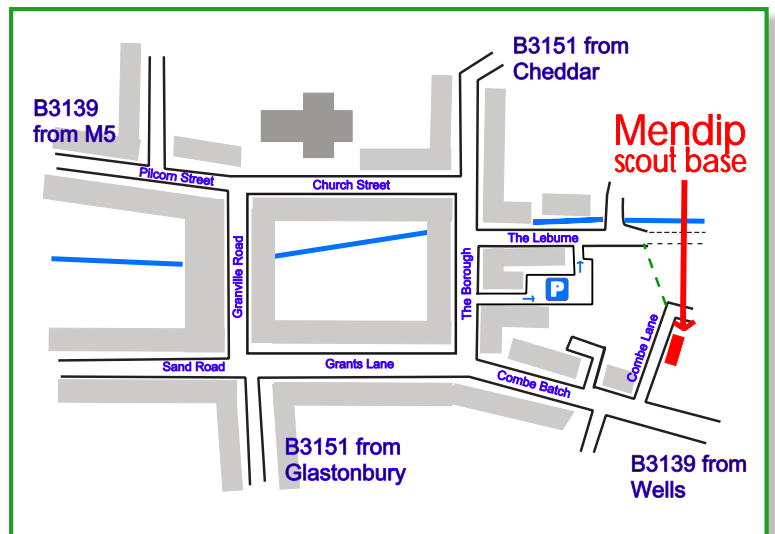 B3151 from
Cheddar
B3139
from M5
Mendip
scout base
Pilcorn Street
Church Street
The Leburne
Granville Road
The Borough
P
Combe Lane
Sand Road
Grants Lane
Combe Batch
B3151 from
Glastonbury
B3139 from
Wells